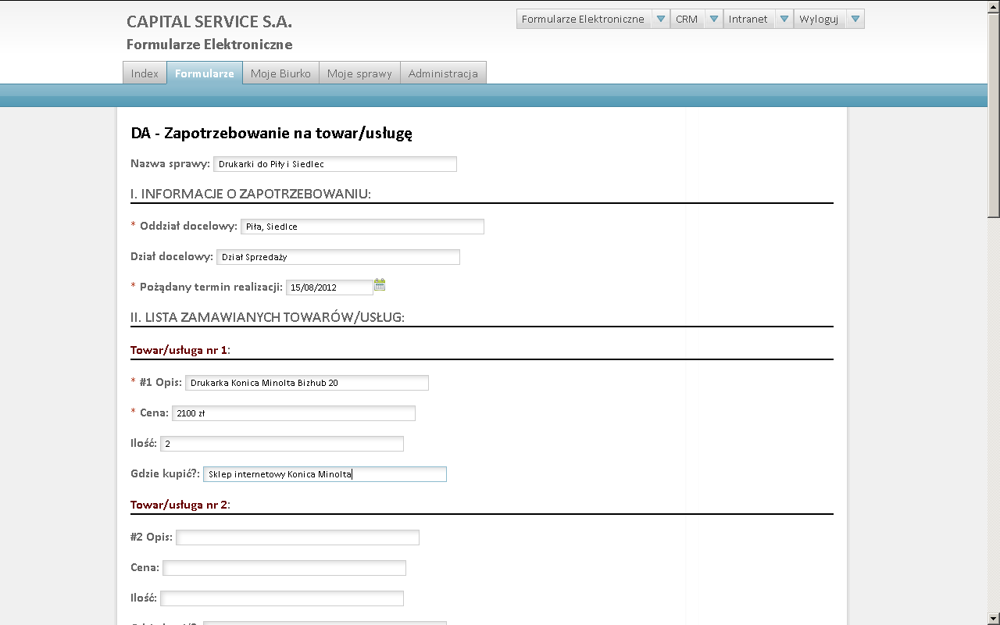 CAPITAL SERVICE S.A.
Formularze Elektroniczne CRM Intranet Wyloguj
Formularze Elektroniczne
Index Formularze Moje Biurko Moje sprawy Administracja
DA - Zapotrzebowanie na towar/usługę
Nazwa sprawy: Drukarki do Piły i Siedlec
I. INFORMACJE O ZAPOTRZEBOWANIU:
* Oddział docelowy: Piła, Siedlce
Dział docelowy: Dział Sprzedaży
* Pożądany termin realizacji: 15/08/2012
II. LISTA ZAMAWIANYCH TOWARÓW/USŁUG:
Towar/usługa nr 1:
* #1 Opis: Drukarka Konica Minolta Bizhub 20
* Cena: 2100 zł
Ilość: 2
Gdzie kupić?: Sklep internetowy Konica Minolta
Towar/usługa nr 2:
#2 Opis:
Cena:
Ilość: